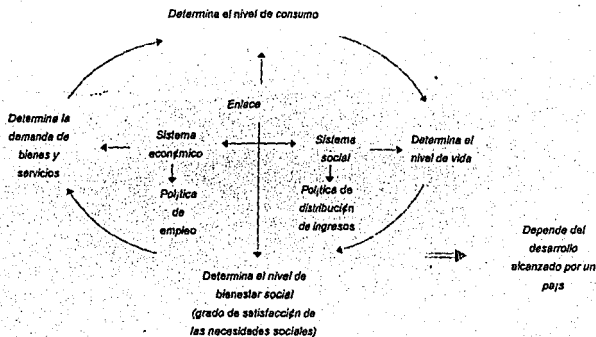 Determina el nivel de consumo
Enlace
Determina la
demanda de
bienes y
servicios
Sistema
económico
Sistema
social
Determina el
nivel de vida
Política
de
empleo
Política de
distribución
de ingresos
Depende del
desarrollo
alcanzado por un
país
Determina el nivel de
bienestar social
(grado de satisfacción de
las necesidades sociales)